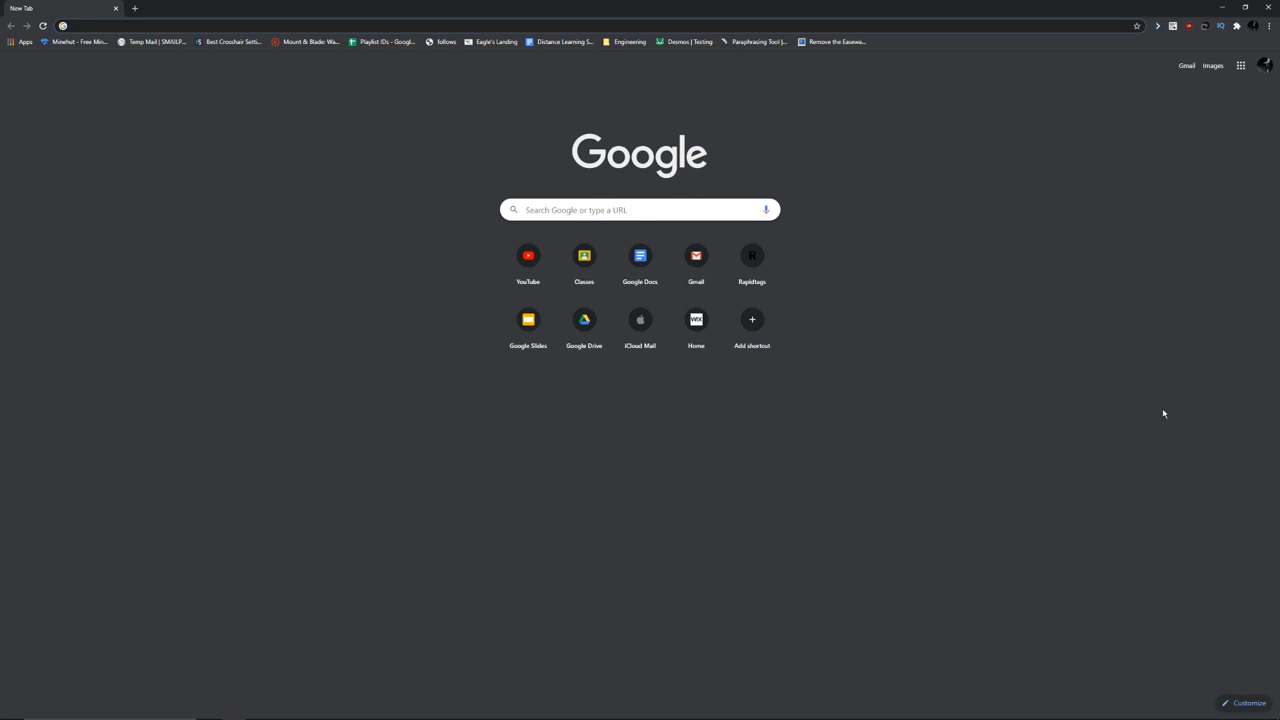 New Tab
Apps
Minehut - Free Min...
Temp Mail | SMAILP...
Best Crosshair Setti...
Mount & Blade: Wa...
Playlist IDs - Googl...
follows
Eagle's Landing
Distance Learning S...
Engineering
Desmos | Testing
Paraphrasing Tool |...
Remove the Easewa...
Gmail
Images
Google
Search Google or type a URL
YouTube
Classes
Google Docs
Gmail
Rapidtags
Google Slides
Google Drive
iCloud Mail
Home
Add shortcut
Customize